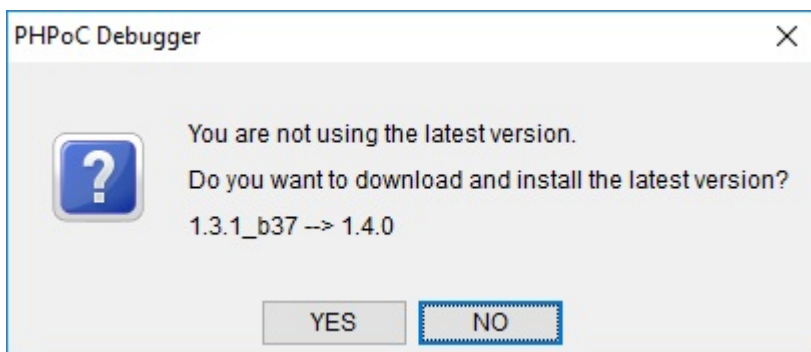 PHPoC Debugger
You are not using the latest version.
Do you want to download and install the latest version?
1.3.1_b37 --> 1.4.0
YES
NO